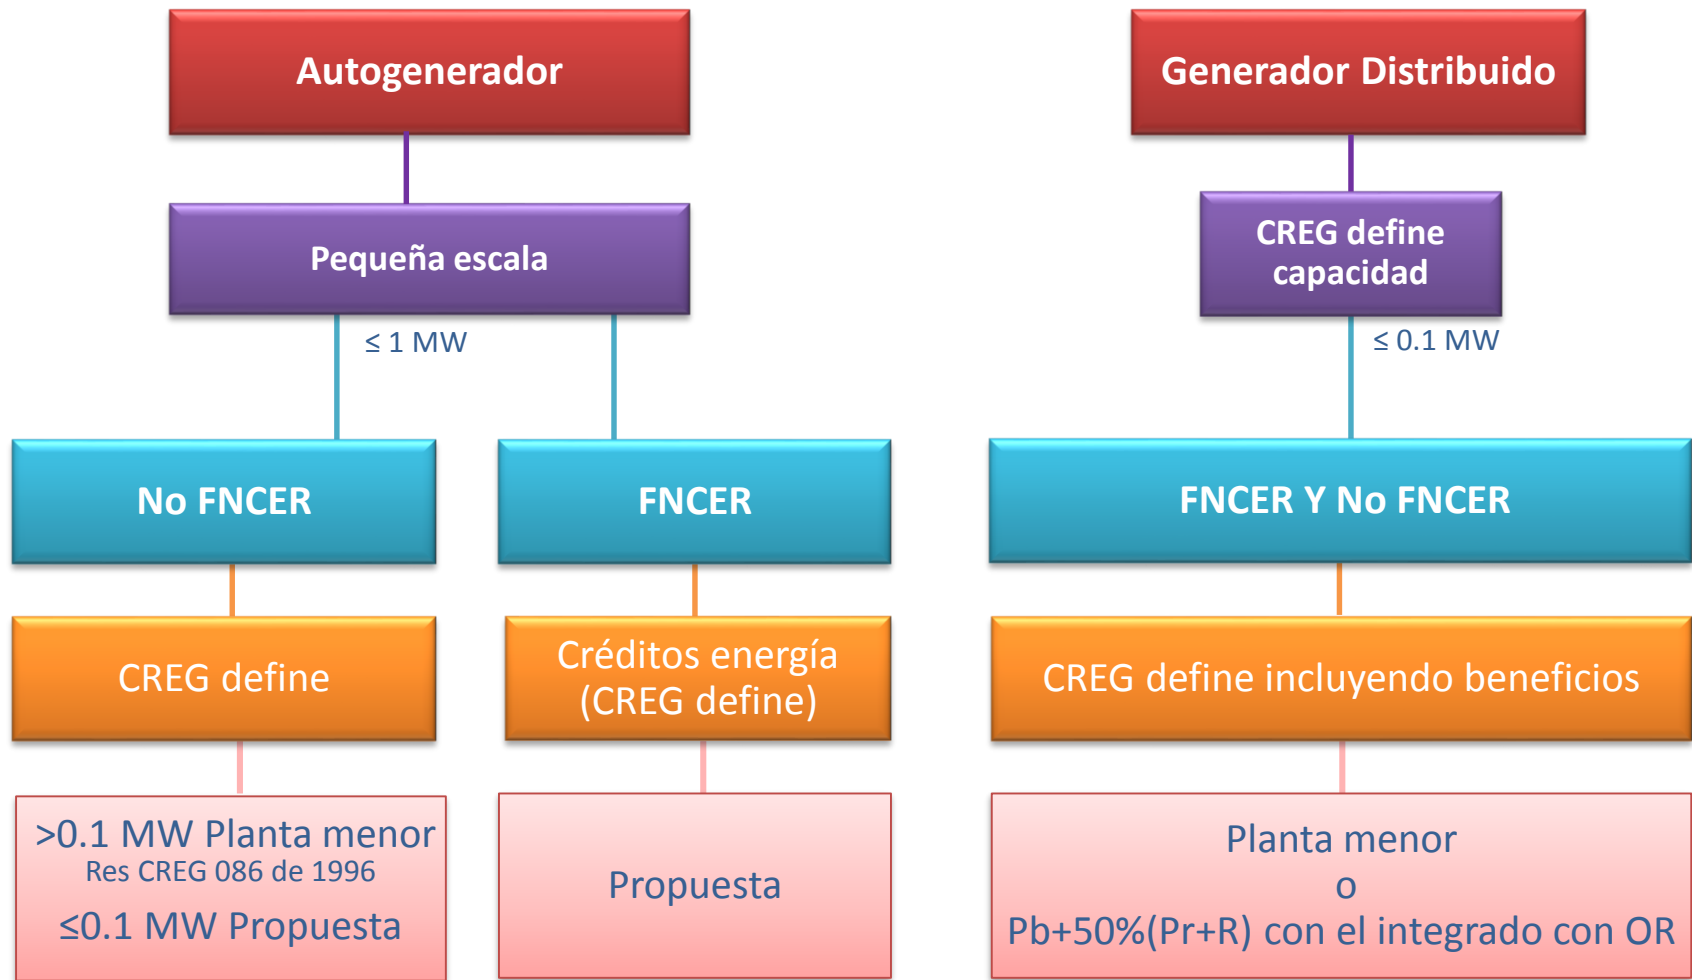 Autogenerador
Generador Distribuido
Pequeña escala
CREG define
capacidad
≤ 1 MW
≤ 0.1 MW
No FNCER
FNCER
FNCER Y No FNCER
CREG define
Créditos energía
(CREG define)
CREG define incluyendo beneficios
>0.1 MW Planta menor
Res CREG 086 de 1996
≤0.1 MW Propuesta
Propuesta
Planta menor
o
Pb+50%(Pr+R) con el integrado con OR